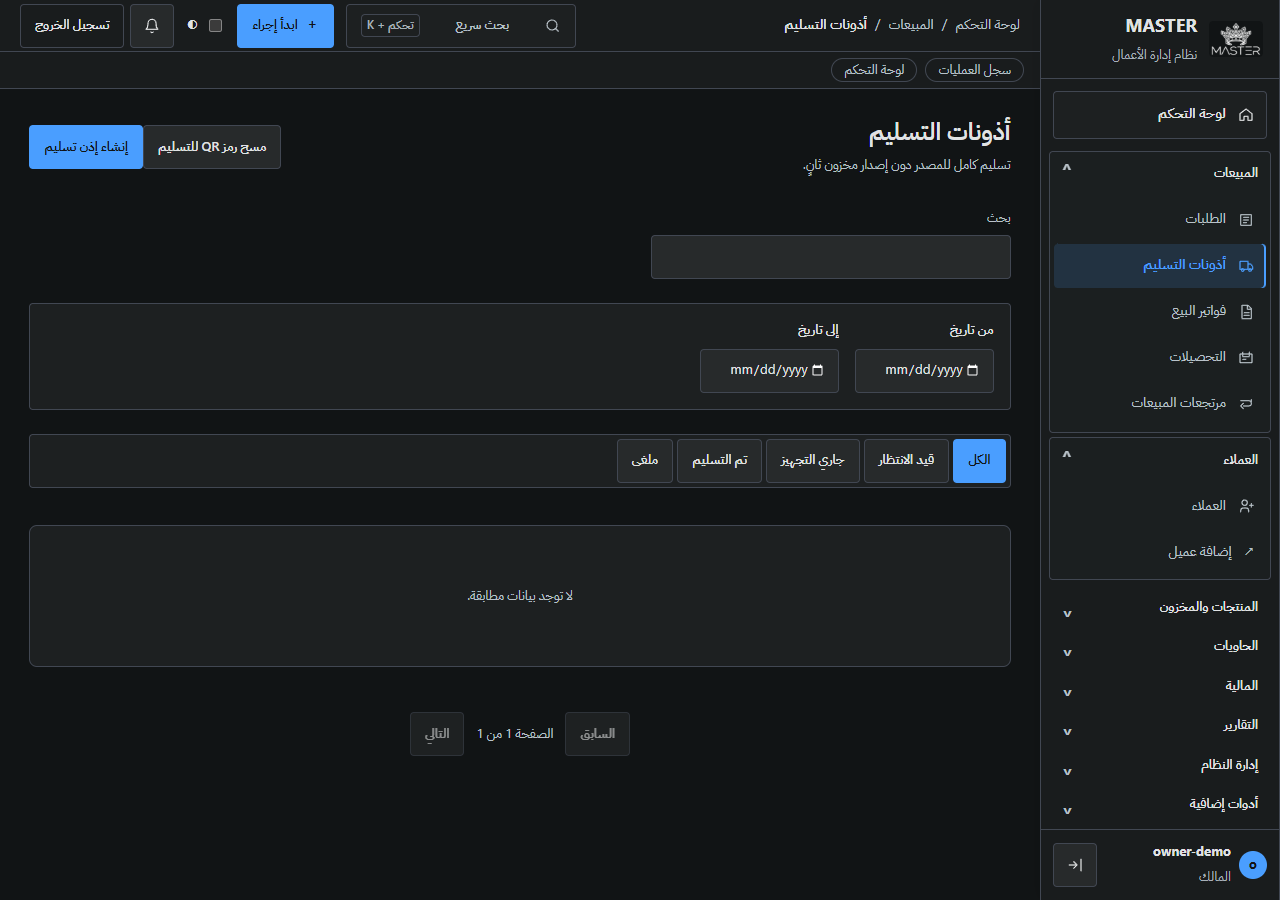 MASTER
MASTER
نظام إدارة الأعمال
لوحة التحكم
المبيعات
الطلبات
أذونات التسليم
فواتير البيع
التحصيلات
مرتجعات المبيعات
العملاء
العملاء
إضافة عميل
المنتجات والمخزون
الحاويات
المالية
التقارير
إدارة النظام
أدوات إضافية
owner-demo
المالك
o
لوحة التحكم / المبيعات / أذونات التسليم
بحث سريع
تحكم + K
+ ابدأ إجراء
تسجيل الخروج
سجل العمليات
لوحة التحكم
أذونات التسليم
تسليم كامل للمصدر دون إصدار مخزون ثانٍ.
مسح رمز QR للتسليم
إنشاء إذن تسليم
بحث
من تاريخ
إلى تاريخ
mm/dd/yyyy
mm/dd/yyyy
الكل
قيد الانتظار
جاري التجهيز
تم التسليم
ملغى
لا توجد بيانات مطابقة.
السابق
الصفحة 1 من 1
التالي